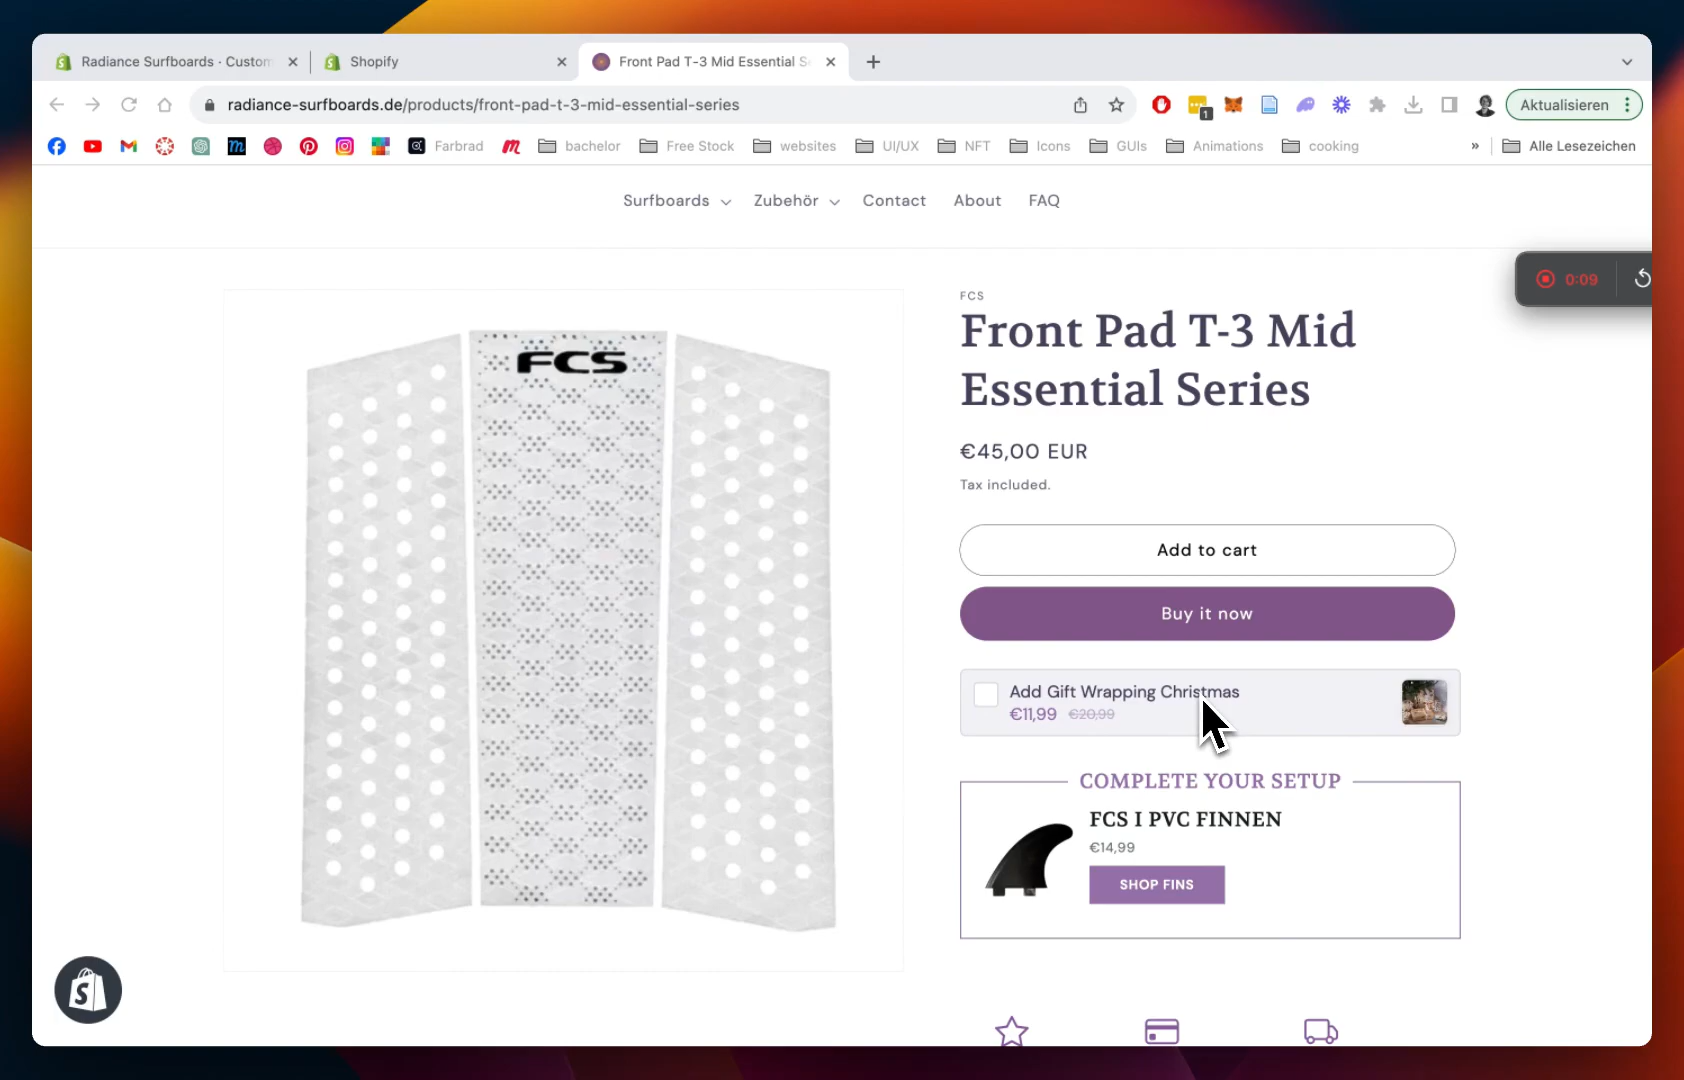 Radiance Surfboards · Custom
Shopify
Front Pad T-3 Mid Essential S
radiance-surfboards.de/products/front-pad-t-3-mid-essential-series
1
Aktualisieren
Farbrad
bachelor
Free Stock
websites
UI/UX
NFT
Icons
GUIs
Animations
cooking
»
Alle Lesezeichen
Surfboards
Zubehör
Contact
About
FAQ
0:09
FCS
FCS
Front Pad T-3 Mid
Essential Series
€45,00 EUR
Tax included.
Add to cart
Buy it now
Add Gift Wrapping Christmas
€11,99 €20,99
COMPLETE YOUR SETUP
FCS I PVC FINNEN
€14,99
SHOP FINS